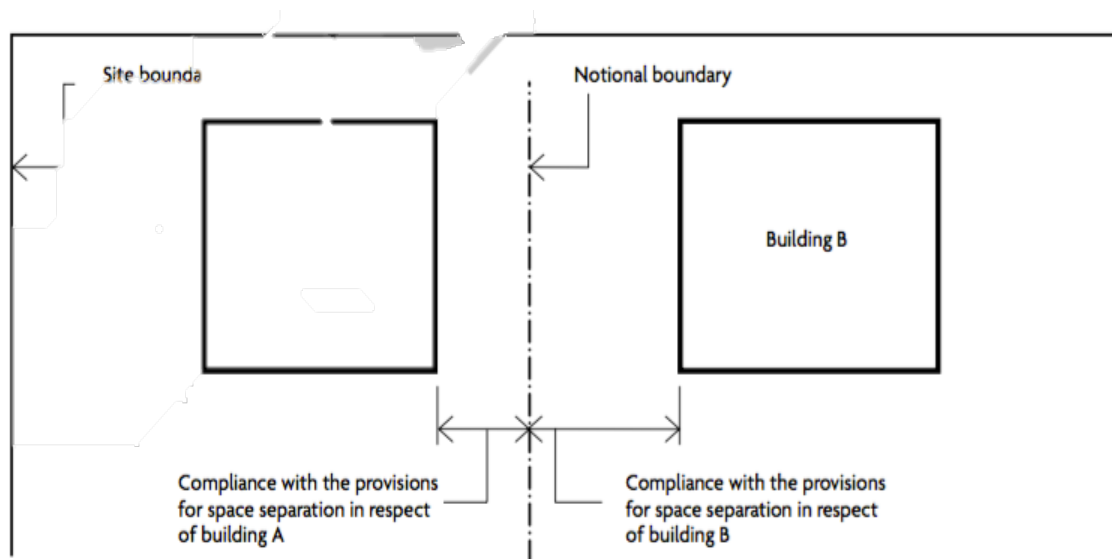 Site bounda
Notional boundary
Building B
Compliance with the provisions
for space separation in respect
of building A
Compliance with the provisions
for space separation in respect
of building B